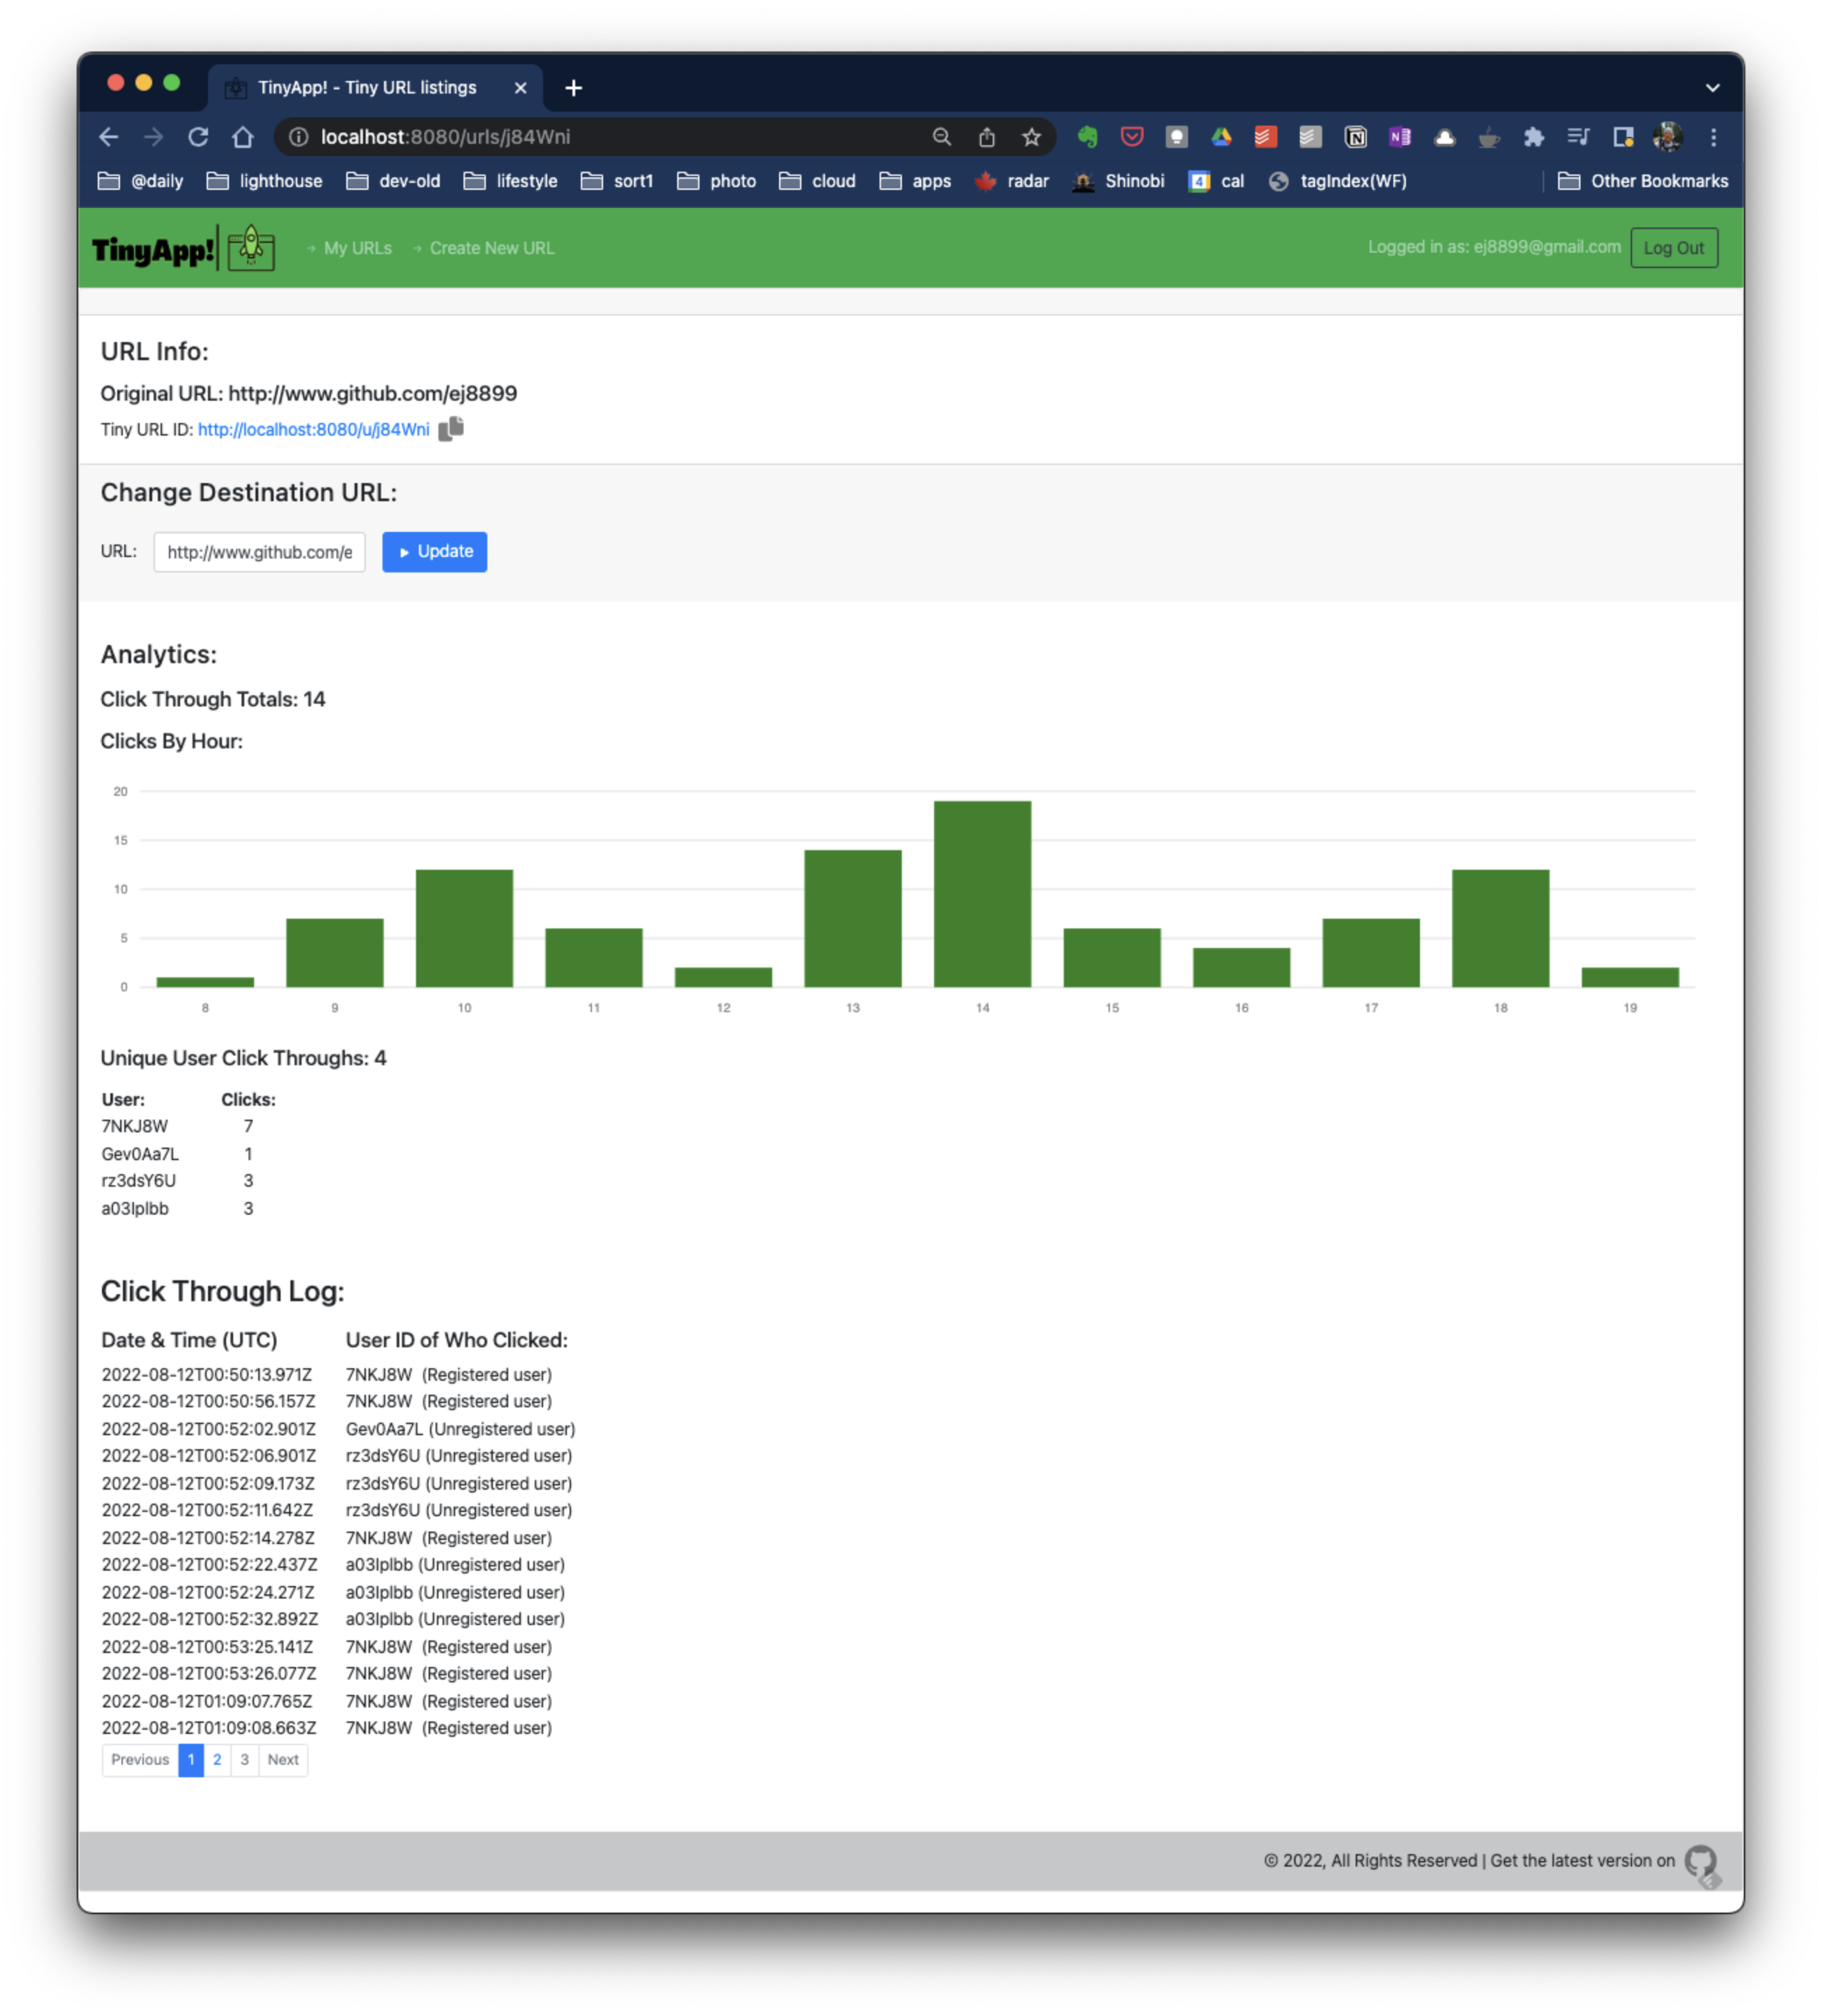 TinyApp! - Tiny URL listings
localhost:8080/urls/j84Wni
@daily lighthouse dev-old lifestyle sort1 photo cloud apps radar Shinobi 4 cal tagIndex(WF) Other Bookmarks
TinyApp! My URLs Create New URL Logged in as: ej8899@gmail.com Log Out
URL Info:
Original URL: http://www.github.com/ej8899
Tiny URL ID: http://localhost:8080/u/j84Wni
Change Destination URL:
URL: http://www.github.com/e Update
Analytics:
Click Through Totals: 14
Clicks By Hour:
20
15
10
5
0
8 9 10 11 12 13 14 15 16 17 18 19
Unique User Click Throughs: 4
User: Clicks:
7NKJ8W 7
Gev0Aa7L 1
rz3dsY6U 3
a03lplbb 3
Click Through Log:
Date & Time (UTC) User ID of Who Clicked:
2022-08-12T00:50:13.971Z 7NKJ8W (Registered user)
2022-08-12T00:50:56.157Z 7NKJ8W (Registered user)
2022-08-12T00:52:02.901Z Gev0Aa7L (Unregistered user)
2022-08-12T00:52:06.901Z rz3dsY6U (Unregistered user)
2022-08-12T00:52:09.173Z rz3dsY6U (Unregistered user)
2022-08-12T00:52:11.642Z rz3dsY6U (Unregistered user)
2022-08-12T00:52:14.278Z 7NKJ8W (Registered user)
2022-08-12T00:52:22.437Z a03lplbb (Unregistered user)
2022-08-12T00:52:24.271Z a03lplbb (Unregistered user)
2022-08-12T00:52:32.892Z a03lplbb (Unregistered user)
2022-08-12T00:53:25.141Z 7NKJ8W (Registered user)
2022-08-12T00:53:26.077Z 7NKJ8W (Registered user)
2022-08-12T01:09:07.765Z 7NKJ8W (Registered user)
2022-08-12T01:09:08.663Z 7NKJ8W (Registered user)
Previous 1 2 3 Next
© 2022, All Rights Reserved | Get the latest version on